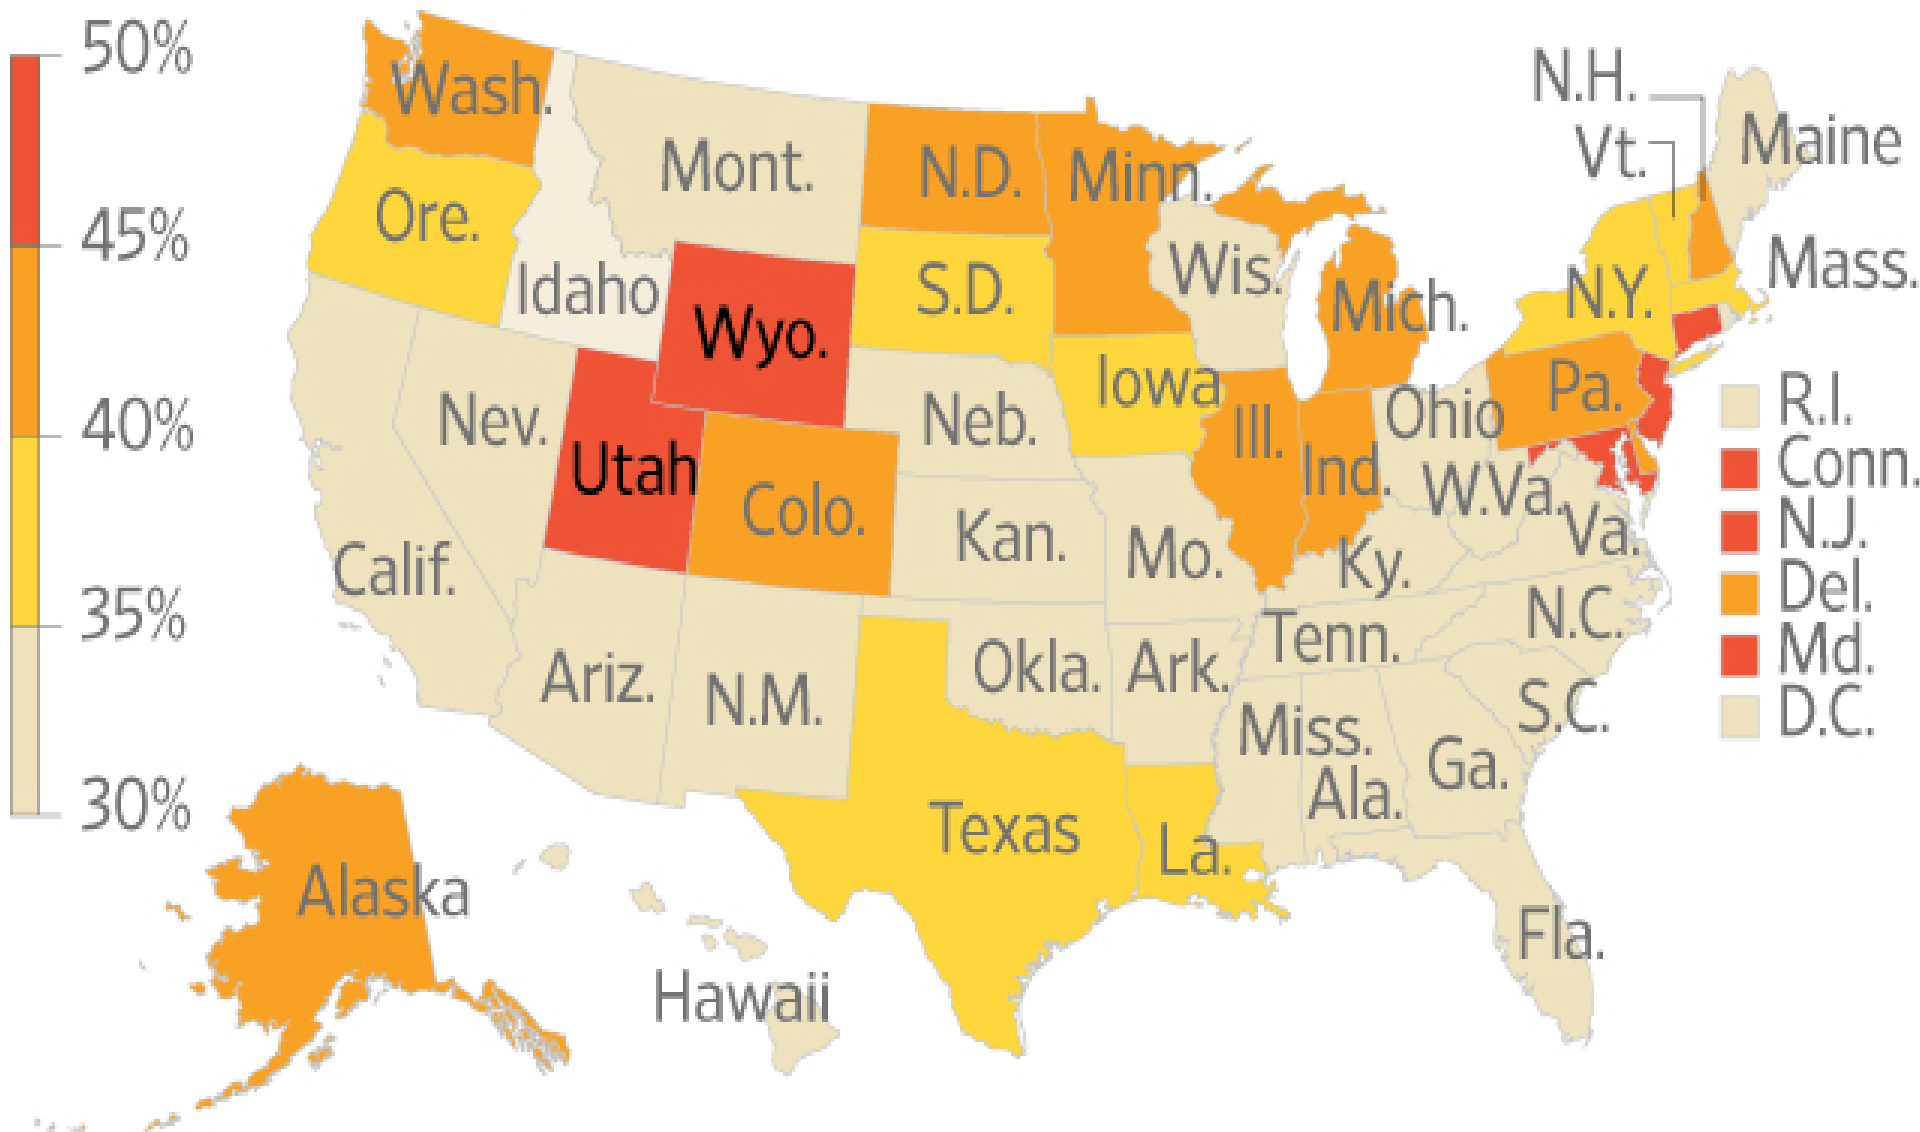 50%
45%
40%
35%
30%
Wash.
Ore.
Idaho
Mont.
N.D.
Minn.
S.D.
Wyo.
Wis.
Mich.
N.H.
Vt.
Maine
Mass.
N.Y.
Iowa
Pa.
Ohio
Ill.
Ind.
Nev.
Utah
Colo.
Neb.
Kan.
Mo.
W.Va.
Va.
Ky.
Calif.
Ariz.
N.M.
Okla.
Ark.
Tenn.
N.C.
S.C.
Miss.
Ala.
Ga.
Texas
La.
Fla.
Alaska
Hawaii
R.I.
Conn.
N.J.
Del.
Md.
D.C.